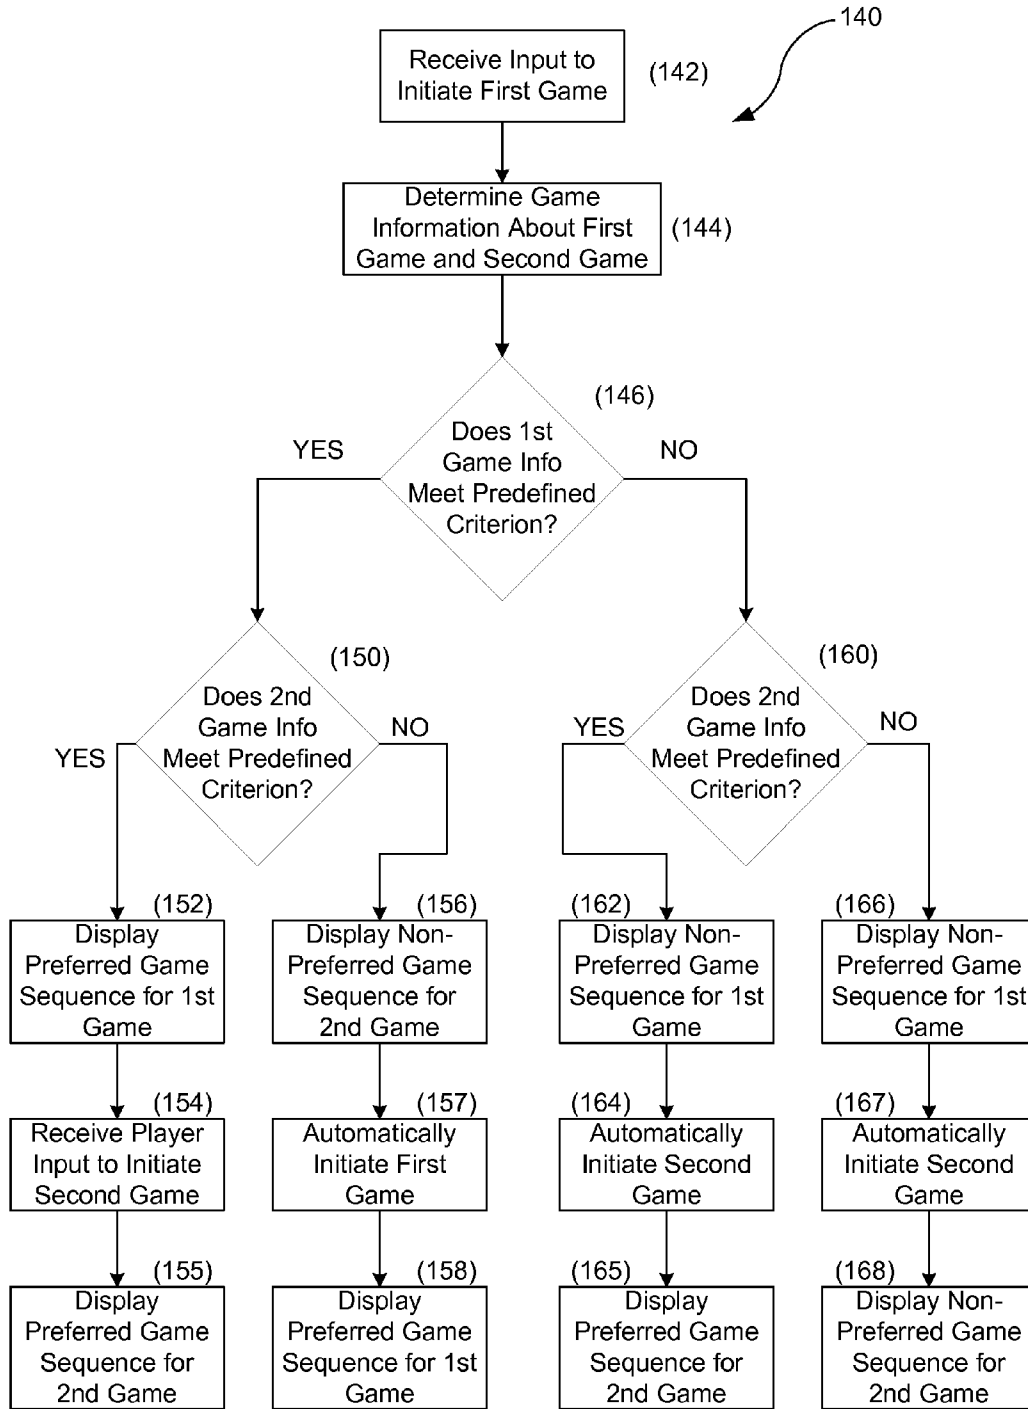 140
Receive Input to
Initiate First Game
(142)
Determine Game
Information About First
Game and Second Game
(144)
(146)
Does 1st
Game Info
Meet Predefined
Criterion?
YES
NO
(150)
Does 2nd
Game Info
Meet Predefined
Criterion?
YES
NO
(160)
Does 2nd
Game Info
Meet Predefined
Criterion?
YES
NO
(152)
Display
Preferred Game
Sequence for 1st
Game
(156)
Display Non-
Preferred Game
Sequence for
2nd Game
(162)
Display Non-
Preferred Game
Sequence for 1st
Game
(166)
Display Non-
Preferred Game
Sequence for 1st
Game
(154)
Receive Player
Input to Initiate
Second Game
(157)
Automatically
Initiate First
Game
(164)
Automatically
Initiate Second
Game
(167)
Automatically
Initiate Second
Game
(155)
Display
Preferred Game
Sequence for
2nd Game
(158)
Display
Preferred Game
Sequence for 1st
Game
(165)
Display
Preferred Game
Sequence for
2nd Game
(168)
Display Non-
Preferred Game
Sequence for
2nd Game